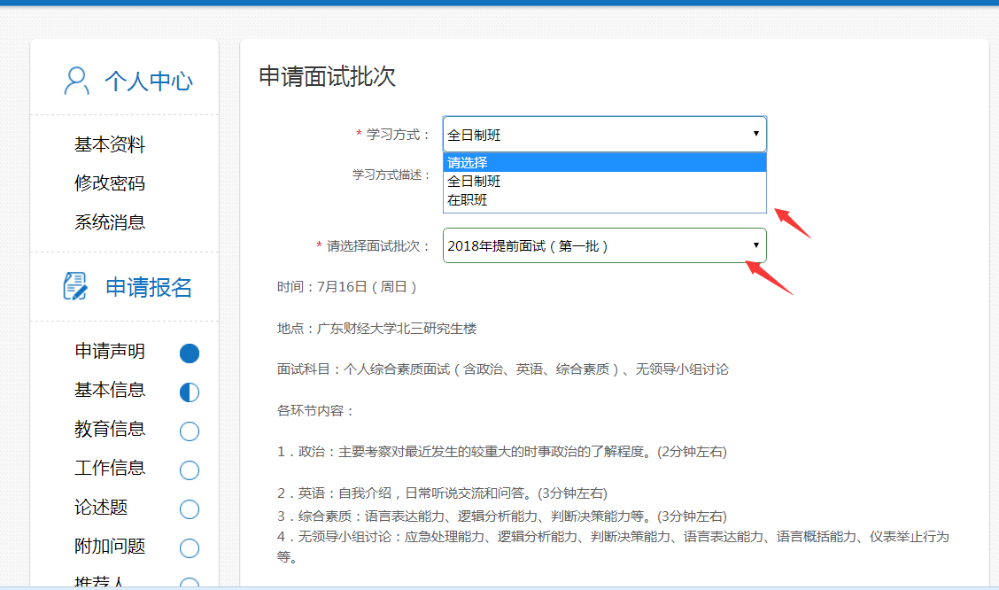 个人中心
基本资料
修改密码
系统消息
申请报名
申请声明
基本信息
教育信息
工作信息
论述题
附加问题
推荐人
申请面试批次
* 学习方式：
全日制班
请选择
全日制班
在职班
学习方式描述：
* 请选择面试批次：
2018年提前面试（第一批）
时间：7月16日（周日）
地点：广东财经大学北三研究生楼
面试科目：个人综合素质面试（含政治、英语、综合素质）、无领导小组讨论
各环节内容：
1．政治：主要考察对最近发生的较重大的时事政治的了解程度。(2分钟左右)
2．英语：自我介绍，日常听说交流和问答。(3分钟左右)
3．综合素质：语言表达能力、逻辑分析能力、判断决策能力等。(3分钟左右)
4．无领导小组讨论：应急处理能力、逻辑分析能力、判断决策能力、语言表达能力、语言概括能力、仪表举止行为
等。